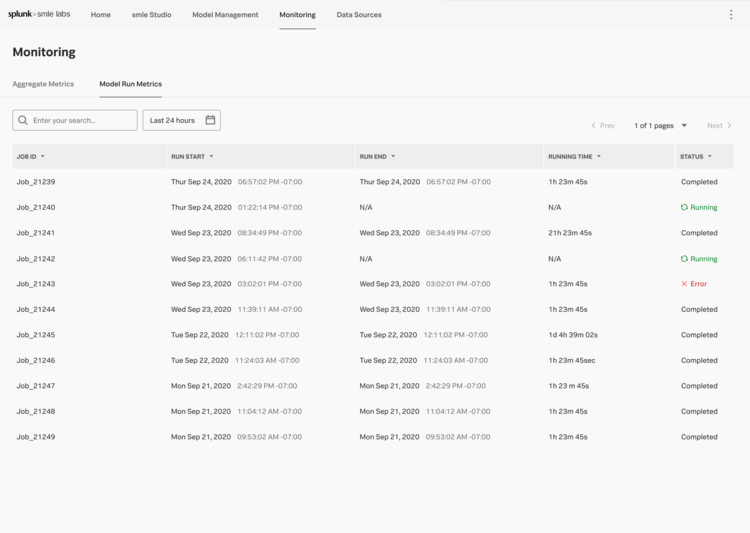 splunk>smle labs Home smle Studio Model Management Monitoring Data Sources
Monitoring
Aggregate Metrics Model Run Metrics
Enter your search... Last 24 hours Prev 1 of 1 pages Next
JOB ID RUN START RUN END RUNNING TIME STATUS
Job_21239 Thur Sep 24, 2020 06:57:02 PM -07:00 Thur Sep 24, 2020 06:57:02 PM -07:00 1h 23m 45s Completed
Job_21240 Thur Sep 24, 2020 01:22:14 PM -07:00 N/A N/A Running
Job_21241 Wed Sep 23, 2020 08:34:49 PM -07:00 Wed Sep 23, 2020 08:34:49 PM -07:00 21h 23m 45s Completed
Job_21242 Wed Sep 23, 2020 06:11:42 PM -07:00 N/A N/A Running
Job_21243 Wed Sep 23, 2020 03:02:01 PM -07:00 Wed Sep 23, 2020 03:02:01 PM -07:00 1h 23m 45s Error
Job_21244 Wed Sep 23, 2020 11:39:11 AM -07:00 Wed Sep 23, 2020 11:39:11 AM -07:00 1h 23m 45s Completed
Job_21245 Tue Sep 22, 2020 12:11:02 PM -07:00 Tue Sep 22, 2020 12:11:02 PM -07:00 1d 4h 39m 02s Completed
Job_21246 Tue Sep 22, 2020 11:24:03 AM -07:00 Tue Sep 22, 2020 11:24:03 AM -07:00 1h 23m 45sec Completed
Job_21247 Mon Sep 21, 2020 2:42:29 PM -07:00 Mon Sep 21, 2020 2:42:29 PM -07:00 1h 23 m 45s Completed
Job_21248 Mon Sep 21, 2020 11:04:12 AM -07:00 Mon Sep 21, 2020 11:04:12 AM -07:00 1h 23m 45s Completed
Job_21249 Mon Sep 21, 2020 09:53:02 AM -07:00 Mon Sep 21, 2020 09:53:02 AM -07:00 1h 23m 45s Completed